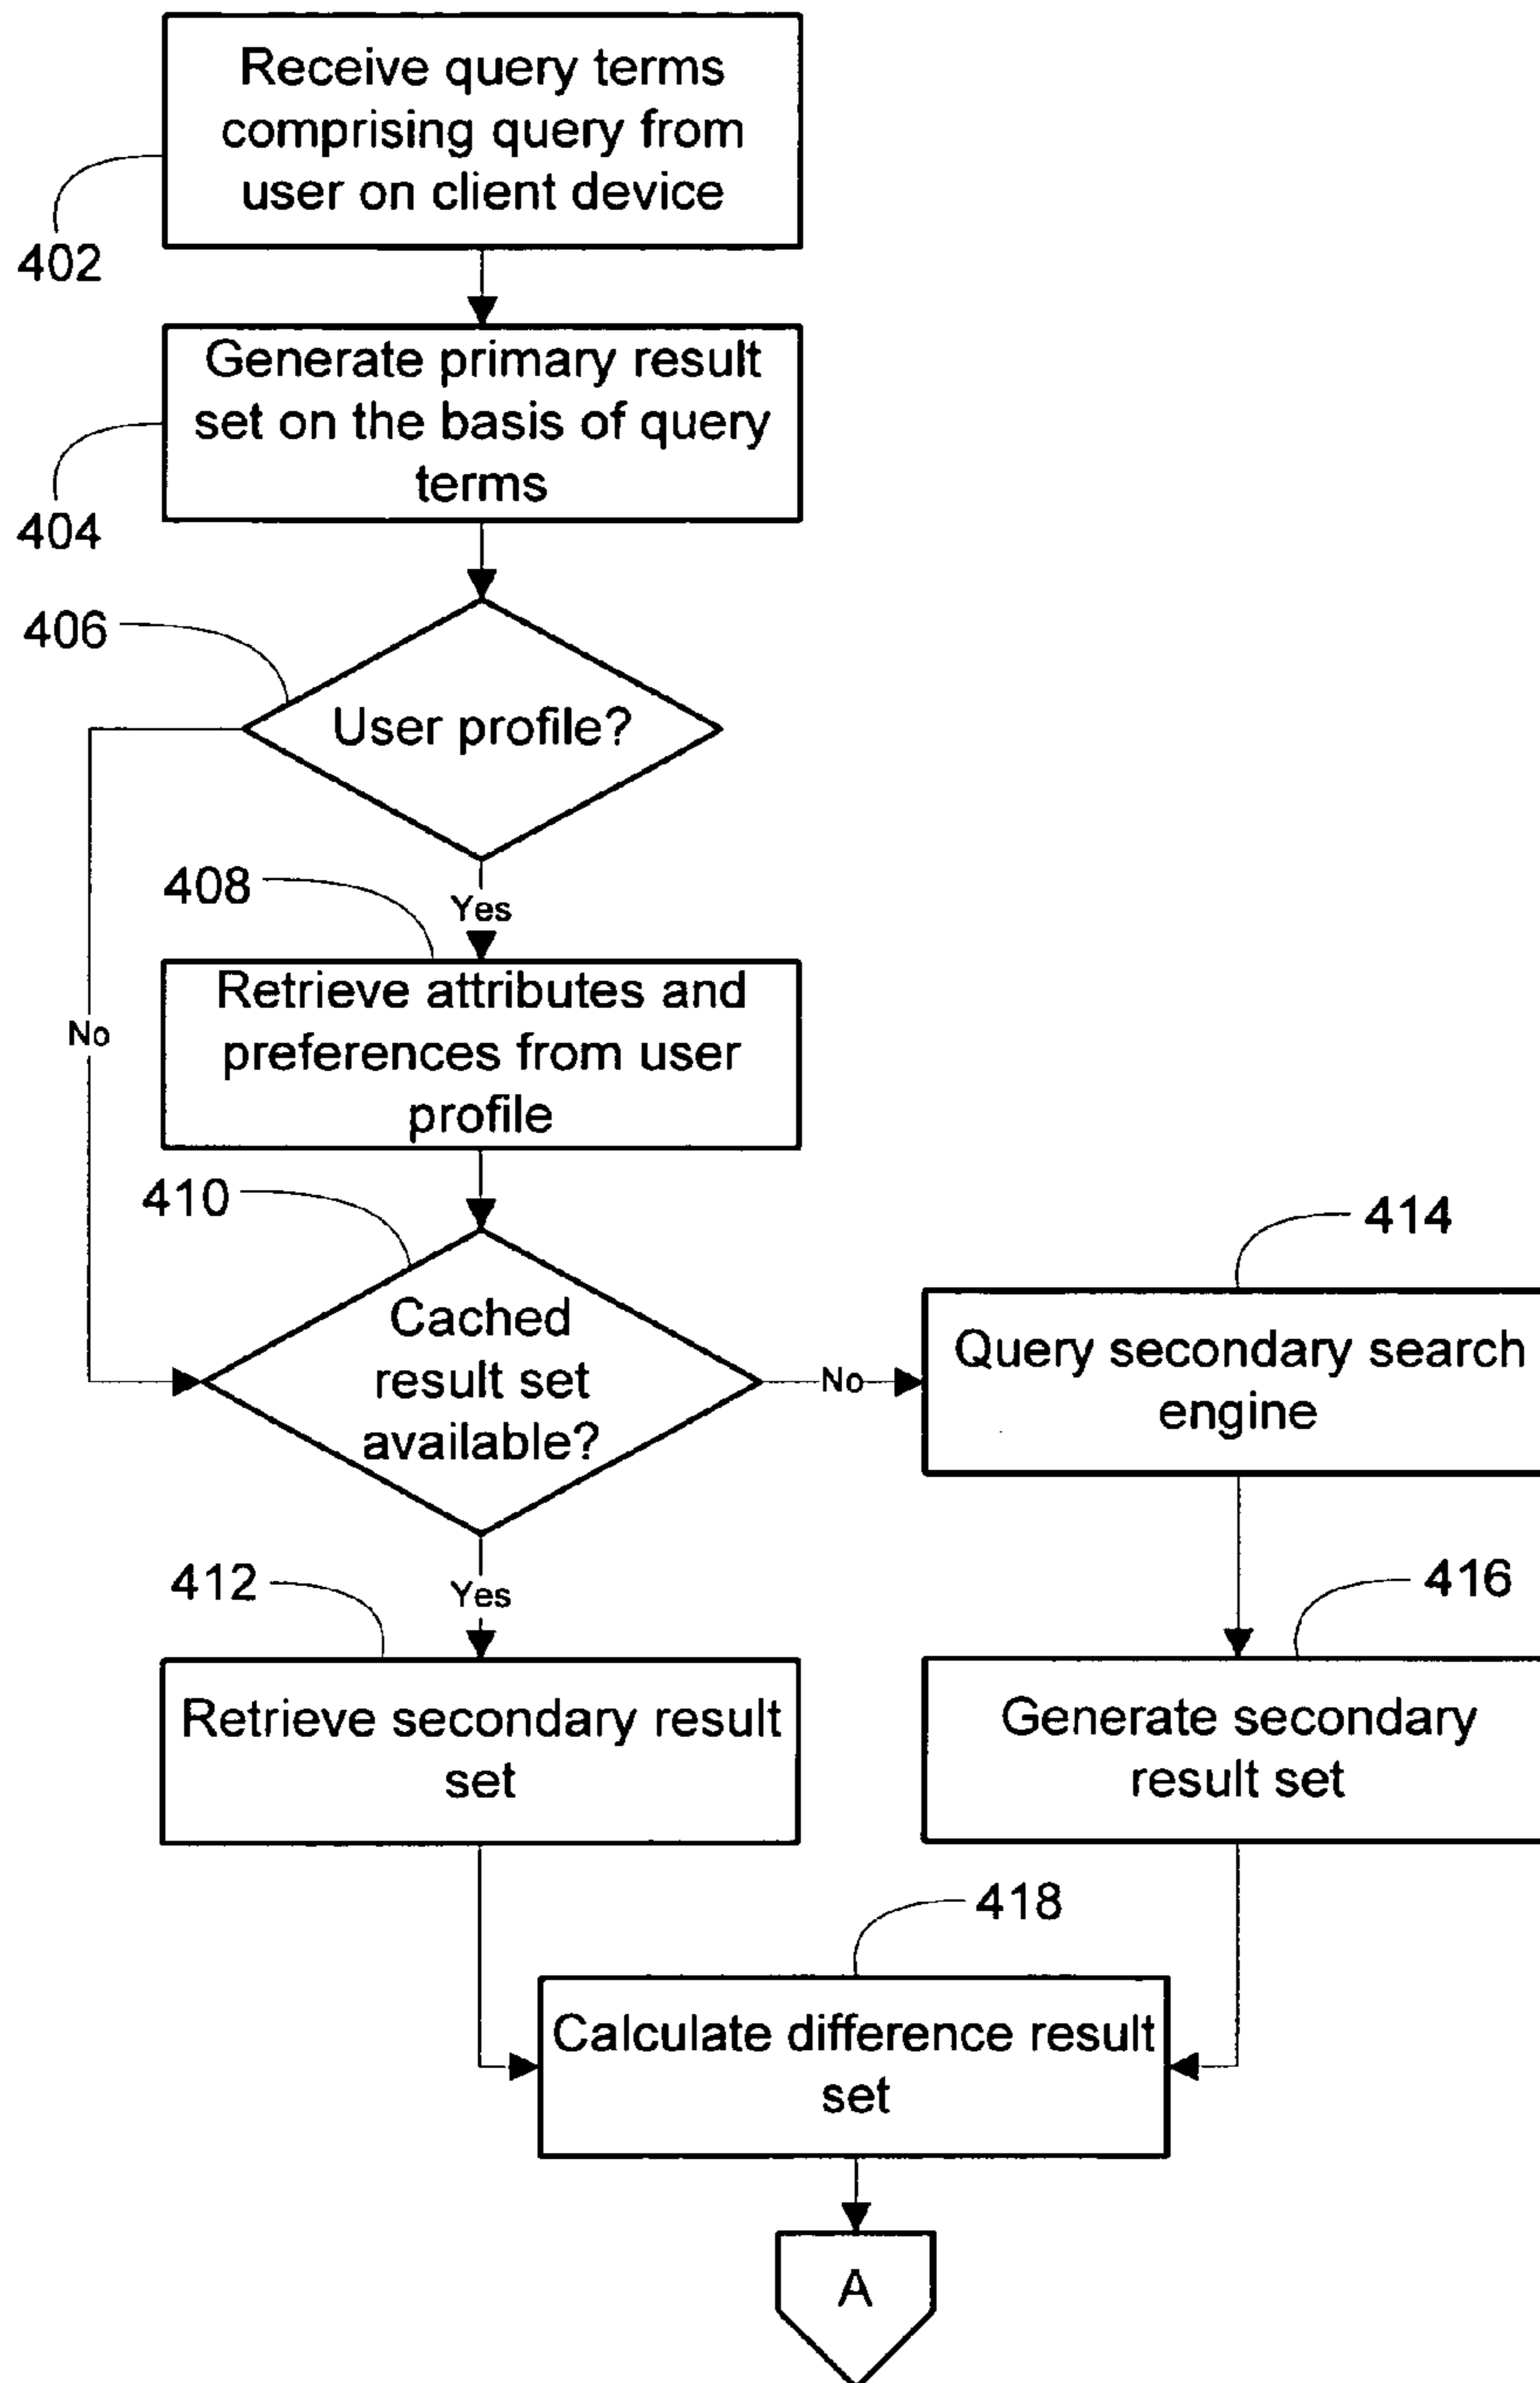 Receive query terms
comprising query from
user on client device
402
Generate primary result
set on the basis of query
terms
404
406
User profile?
408
Yes
No
Retrieve attributes and
preferences from user
profile
410
414
Cached
result set
available?
No
Query secondary search
engine
412
Yes
416
Retrieve secondary result
set
Generate secondary
result set
418
Calculate difference result
set
A